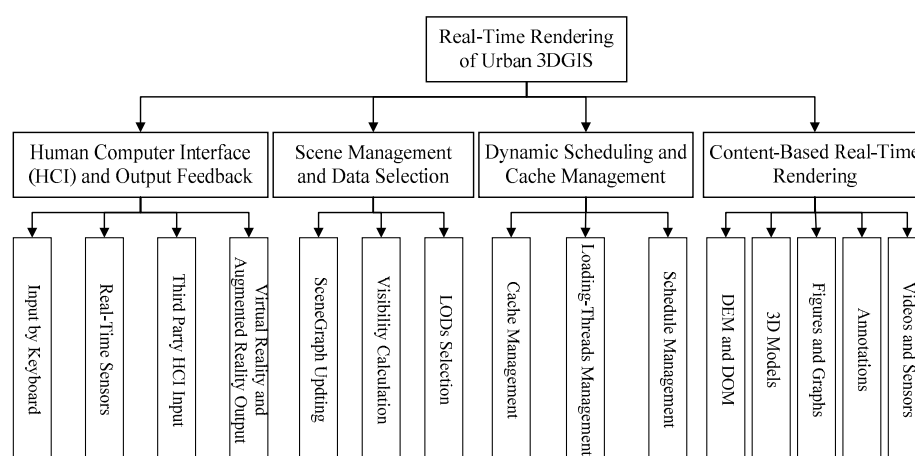 Real-Time Rendering
of Urban 3DGIS
Human Computer Interface
(HCI) and Output Feedback
Scene Management
and Data Selection
Dynamic Scheduling and
Cache Management
Content-Based Real-Time
Rendering
Input by Keyboard
Real-Time Sensors
Third Party HCI Input
Virtual Reality and
Augmented Reality Output
SceneGraph Updting
Visibility Calculation
LODs Selection
Cache Management
Loading-Threads Management
Schedule Management
DEM and DOM
3D Models
Figures and Graphs
Annotations
Videos and Sensors